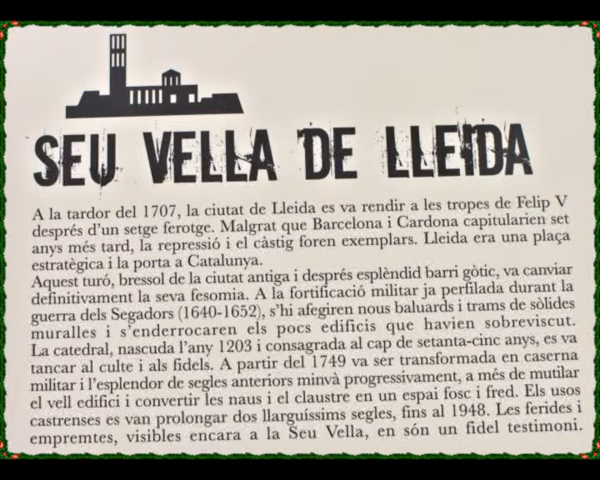 SEU VELLA DE LLEIDA
A la tardor del 1707, la ciutat de Lleida es va rendir a les tropes de Felip V
després d'un setge ferotge. Malgrat que Barcelona i Cardona capitularien set
anys més tard, la repressió i el càstig foren exemplars. Lleida era una plaça
estratègica i la porta a Catalunya.
Aquest turó, bressol de la ciutat antiga i després esplèndid barri gòtic, va canviar
definitivament la seva fesomia. A la fortificació militar ja perfilada durant la
guerra dels Segadors (1640-1652), s'hi afegiren nous baluards i trams de sòlides
muralles i s'enderrocaren els pocs edificis que havien sobreviscut.
La catedral, nascuda l'any 1203 i consagrada al cap de setanta-cinc anys, es va
tancar al culte i als fidels. A partir del 1749 va ser transformada en caserna
militar i l'esplendor de segles anteriors minvà progressivament, a més de mutilar
el vell edifici i convertir les naus i el claustre en un espai fosc i fred. Els usos
castrenses es van prolongar dos llarguíssims segles, fins al 1948. Les ferides i
empremtes, visibles encara a la Seu Vella, en són un fidel testimoni.